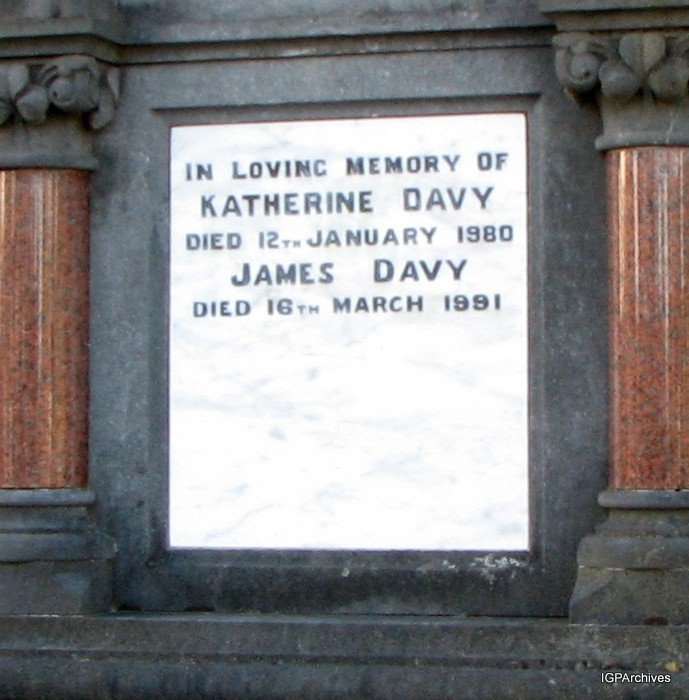 IN LOVING MEMORY OF
KATHERINE DAVY
DIED 12TH JANUARY 1980
JAMES DAVY
DIED 16TH MARCH 1991
IGPArchives